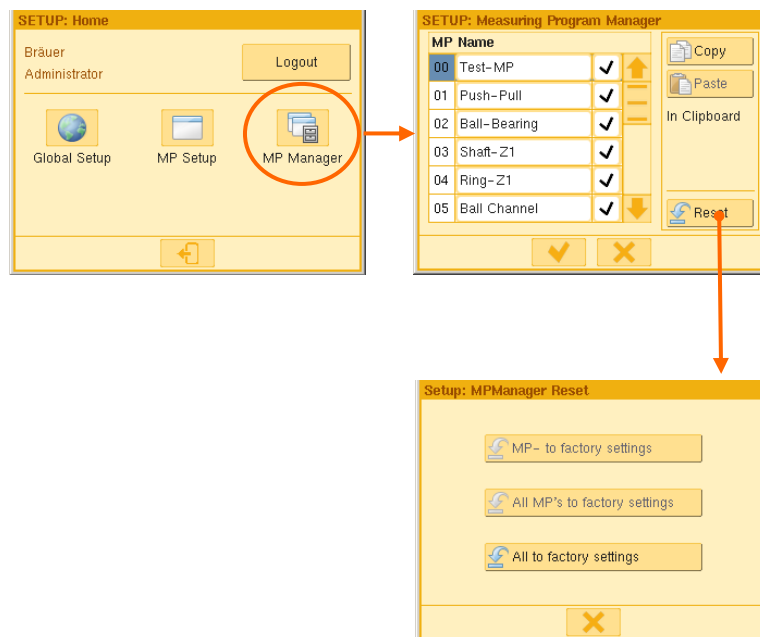 SETUP: Home
Bräuer
Administrator
Logout
Global Setup
MP Setup
MP Manager
SETUP: Measuring Program Manager
MP Name
00 Test-MP
01 Push-Pull
02 Ball-Bearing
03 Shaft-Z1
04 Ring-Z1
05 Ball Channel
Copy
Paste
In Clipboard
Reset
Setup: MPManager Reset
MP- to factory settings
All MP's to factory settings
All to factory settings